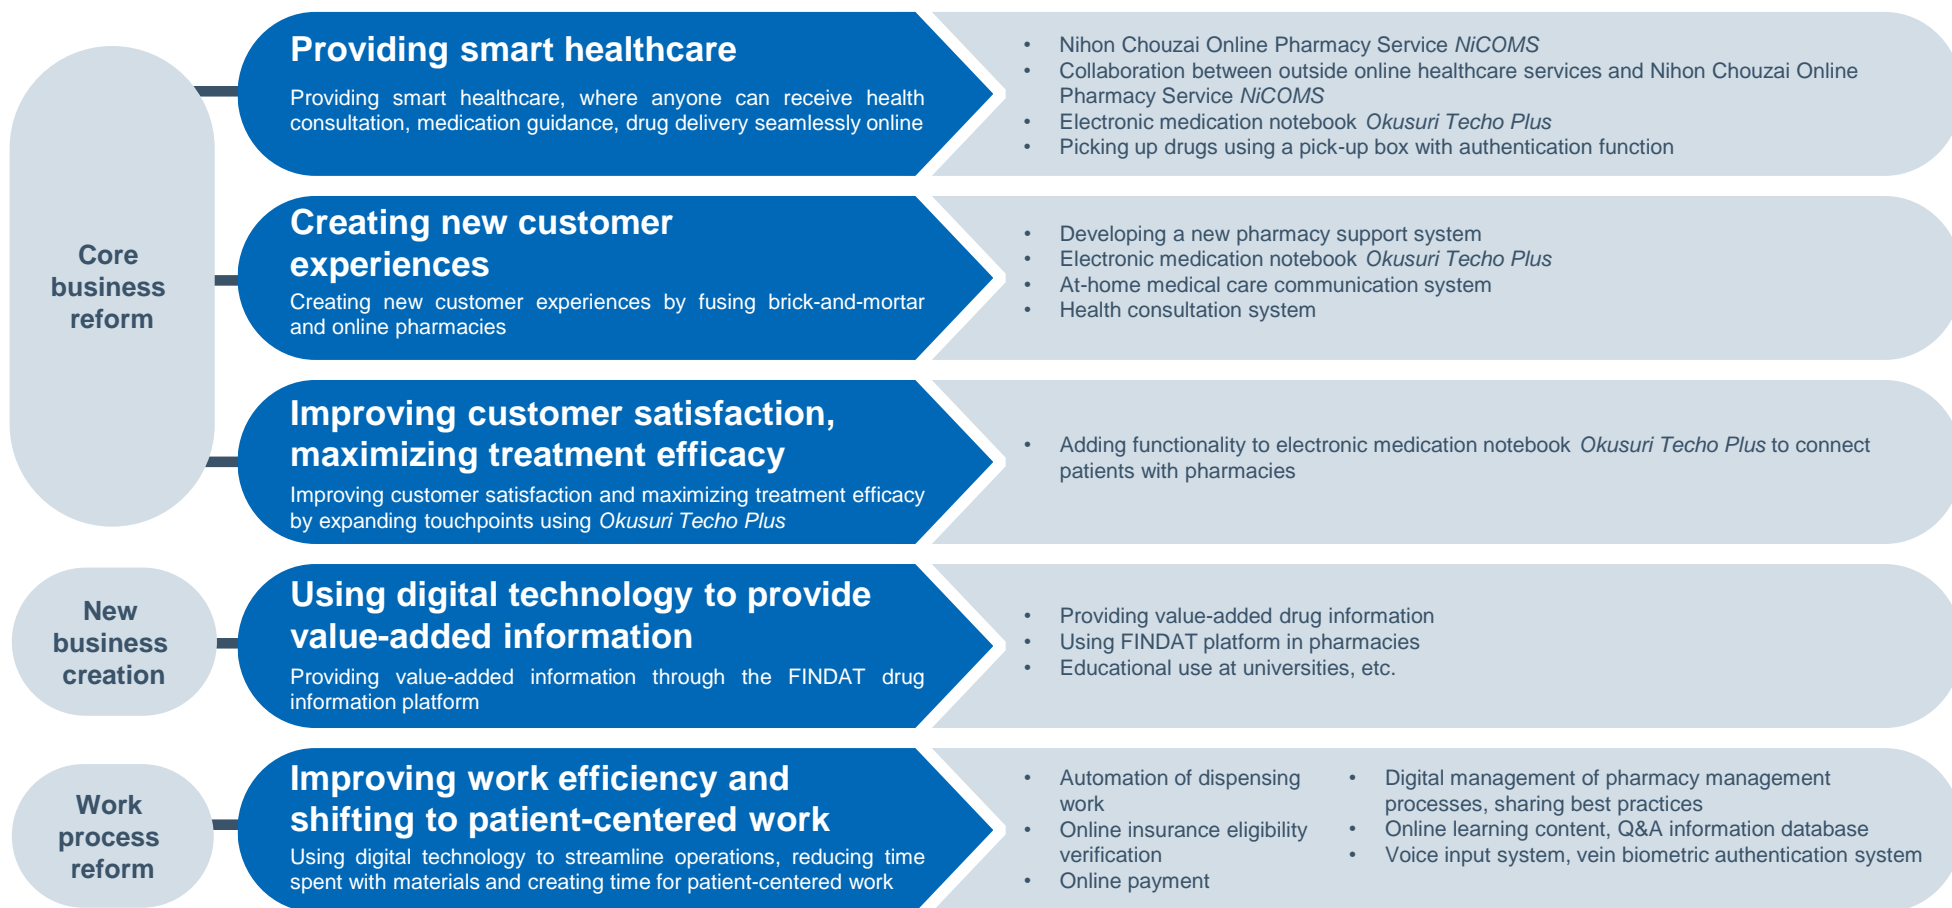 Core
business
reform
Providing smart healthcare
Providing smart healthcare, where anyone can receive health
consultation, medication guidance, drug delivery seamlessly online
• Nihon Chouzai Online Pharmacy Service NiCOMS
• Collaboration between outside online healthcare services and Nihon Chouzai Online
Pharmacy Service NiCOMS
• Electronic medication notebook Okusuri Techo Plus
• Picking up drugs using a pick-up box with authentication function
Creating new customer
experiences
Creating new customer experiences by fusing brick-and-mortar
and online pharmacies
• Developing a new pharmacy support system
• Electronic medication notebook Okusuri Techo Plus
• At-home medical care communication system
• Health consultation system
Improving customer satisfaction,
maximizing treatment efficacy
Improving customer satisfaction and maximizing treatment efficacy
by expanding touchpoints using Okusuri Techo Plus
• Adding functionality to electronic medication notebook Okusuri Techo Plus to connect
patients with pharmacies
New
business
creation
Using digital technology to provide
value-added information
Providing value-added information through the FINDAT drug
information platform
• Providing value-added drug information
• Using FINDAT platform in pharmacies
• Educational use at universities, etc.
Work
process
reform
Improving work efficiency and
shifting to patient-centered work
Using digital technology to streamline operations, reducing time
spent with materials and creating time for patient-centered work
• Automation of dispensing
work
• Online insurance eligibility
verification
• Online payment
• Digital management of pharmacy management
processes, sharing best practices
• Online learning content, Q&A information database
• Voice input system, vein biometric authentication system